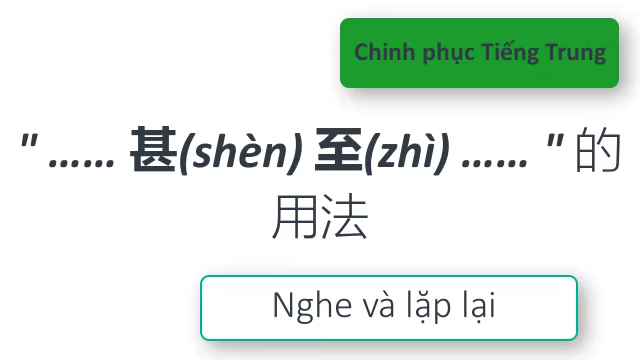 Chinh phục Tiếng Trung
" …… 甚(shèn) 至(zhì) …… " 的
用法
Nghe và lặp lại